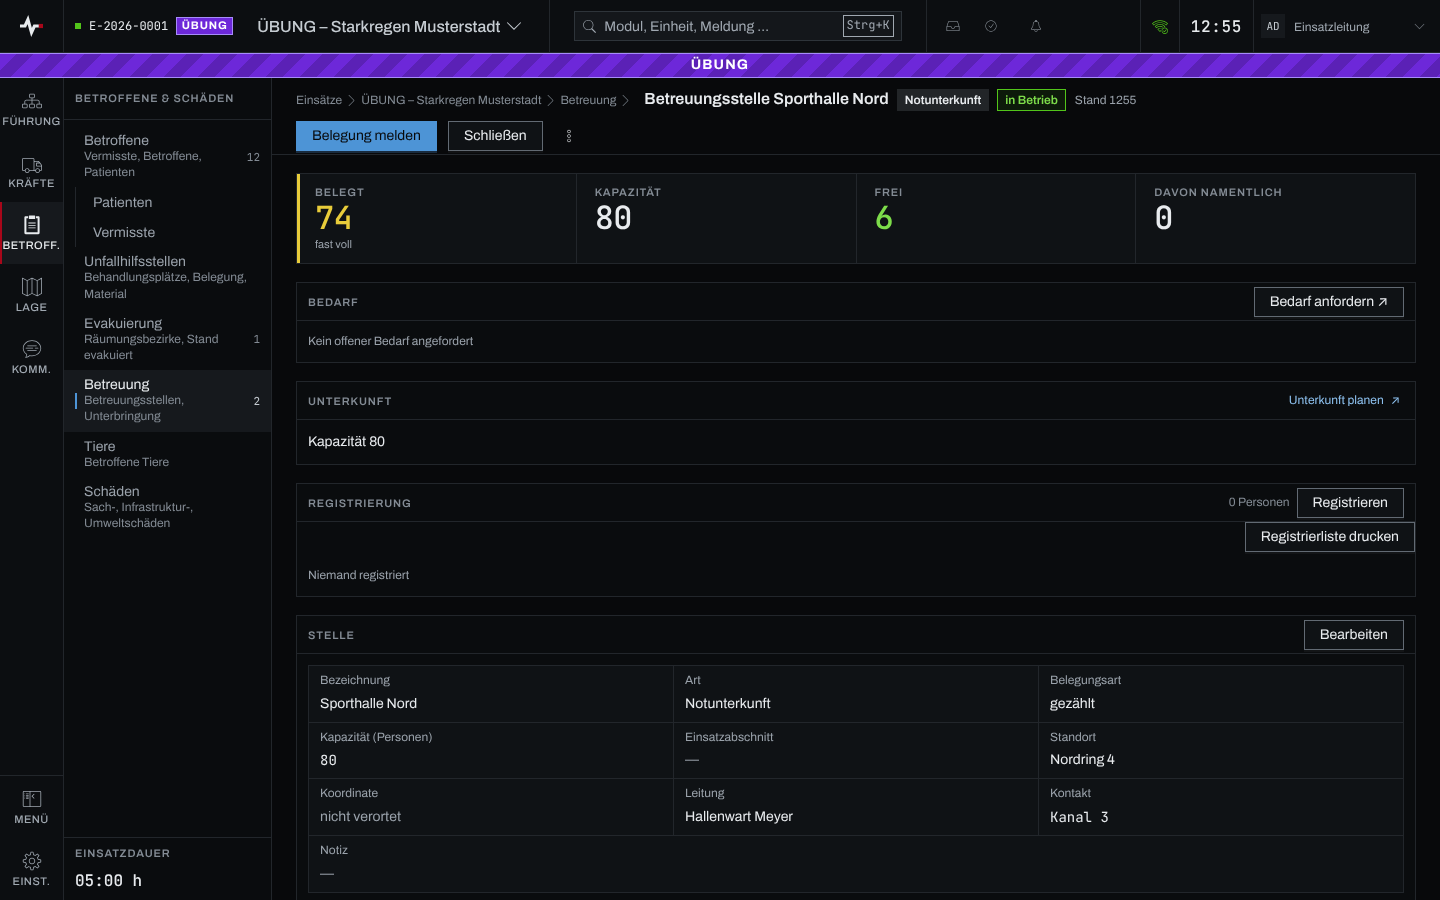 E-2026-0001 ÜBUNG ÜBUNG – Starkregen Musterstadt Modul, Einheit, Meldung ... Strg+K 12:55 AD Einsatzleitung
ÜBUNG
FÜHRUNG
KRÄFTE
BETROFF.
LAGE
KOMM.
MENÜ
EINST.
BETROFFENE & SCHÄDEN
Betroffene
Vermisste, Betroffene, 12
Patienten
Patienten
Vermisste
Unfallhilfsstellen
Behandlungsplätze, Belegung,
Material
Evakuierung
Räumungsbezirke, Stand 1
evakuiert
Betreuung
Betreuungsstellen, 2
Unterbringung
Tiere
Betroffene Tiere
Schäden
Sach-, Infrastruktur-,
Umweltschäden
EINSATZDAUER
05:00 h
Einsätze ÜBUNG – Starkregen Musterstadt Betreuung Betreuungsstelle Sporthalle Nord Notunterkunft in Betrieb Stand 1255
Belegung melden Schließen
BELEGT KAPAZITÄT FREI DAVON NAMENTLICH
74 80 6 0
fast voll
BEDARF Bedarf anfordern
Kein offener Bedarf angefordert
UNTERKUNFT Unterkunft planen
Kapazität 80
REGISTRIERUNG 0 Personen Registrieren
Registrierliste drucken
Niemand registriert
STELLE Bearbeiten
Bezeichnung Art Belegungsart
Sporthalle Nord Notunterkunft gezählt
Kapazität (Personen) Einsatzabschnitt Standort
80 — Nordring 4
Koordinate Leitung Kontakt
nicht verortet Hallenwart Meyer Kanal 3
Notiz
—